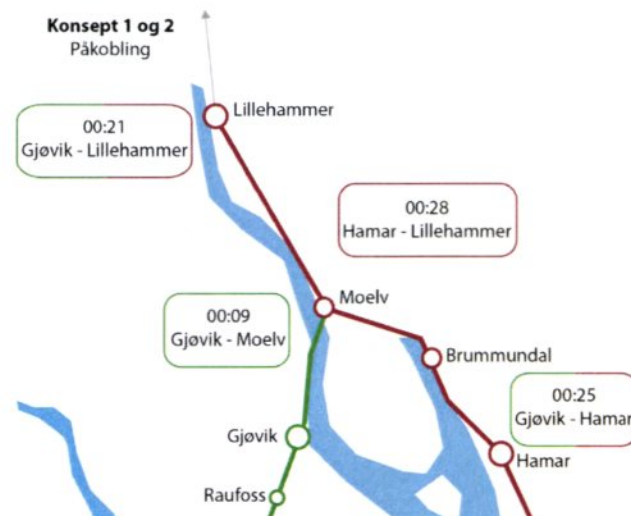 Konsept 1 og 2
Påkobling
Lillehammer
00:21
Gjøvik - Lillehammer
00:28
Hamar - Lillehammer
Moelv
00:09
Gjøvik - Moelv
Brummundal
00:25
Gjøvik - Hamar
Gjøvik
Hamar
Raufoss